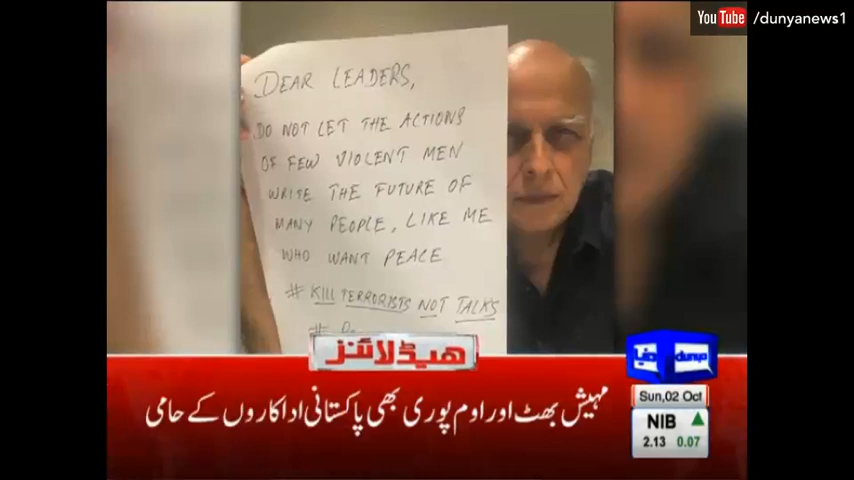 YouTube /dunyanews1
DEAR LEADERS,
DO NOT LET THE ACTIONS
OF FEW VIOLENT MEN
WRITE THE FUTURE OF
MANY PEOPLE, LIKE ME
WHO WANT PEACE
# KILL TERRORISTS NOT TALKS
#
ہیڈلائنز
دنیا dunya
Sun,02 Oct
مہیش بھٹ اور اوم پوری بھی پاکستانی اداکاروں کے حامی
NIB
2.13 0.07